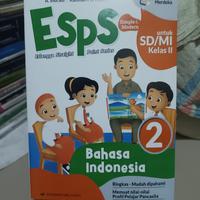 Merdeka
ESPS
Simple & Modern
untuk
SD/MI
Kelas II
2
Bahasa
Indonesia
Ringkas - Mudah dipahami
Memuat nilai-nilai
Profil Pelajar Pancasila